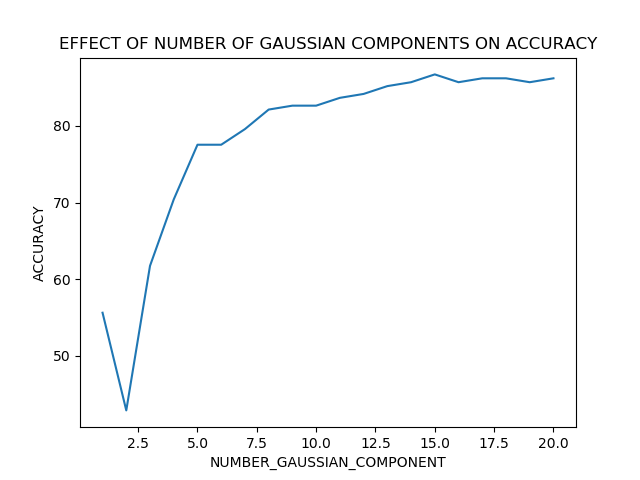 EFFECT OF NUMBER OF GAUSSIAN COMPONENTS ON ACCURACY
ACCURACY
80
70
60
50
2.5 5.0 7.5 10.0 12.5 15.0 17.5 20.0
NUMBER_GAUSSIAN_COMPONENT